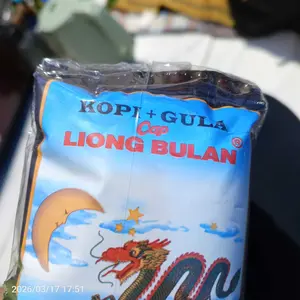 KOPI + GULA
Cap
LIONG BULAN ®
2026/03/17 17:51